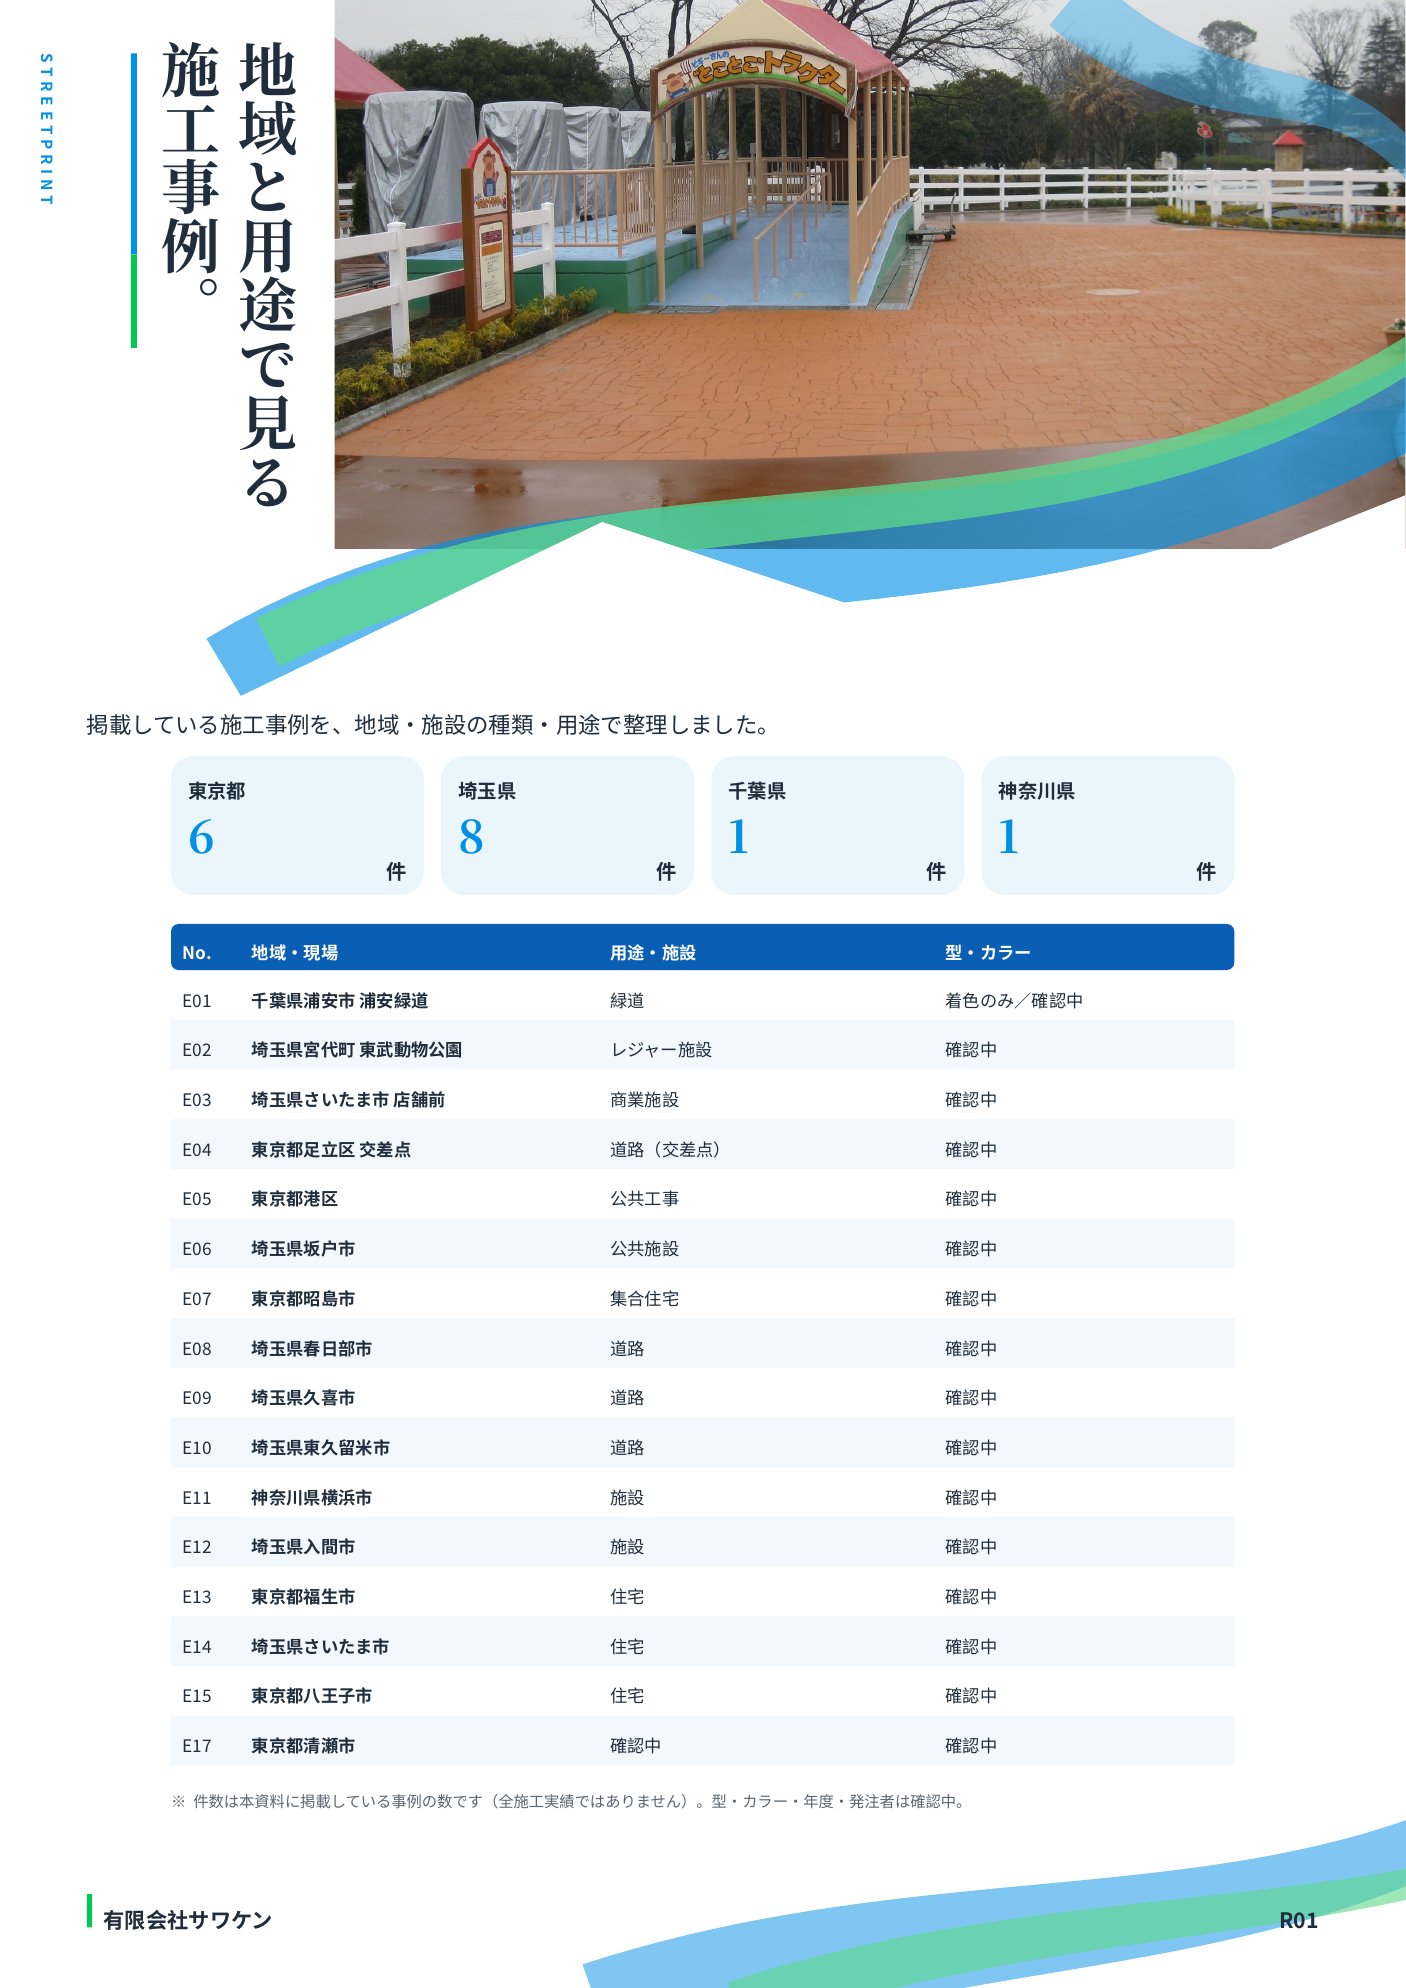 STREETPRINT
地域と用途で見る
施工事例。
ビギーさんの
とことこトラクター
掲載している施工事例を、地域・施設の種類・用途で整理しました。
東京都
6
件
埼玉県
8
件
千葉県
1
件
神奈川県
1
件
No. 地域・現場 用途・施設 型・カラー
E01 千葉県浦安市 浦安緑道 緑道 着色のみ／確認中
E02 埼玉県宮代町 東武動物公園 レジャー施設 確認中
E03 埼玉県さいたま市 店舗前 商業施設 確認中
E04 東京都足立区 交差点 道路（交差点） 確認中
E05 東京都港区 公共工事 確認中
E06 埼玉県坂戸市 公共施設 確認中
E07 東京都昭島市 集合住宅 確認中
E08 埼玉県春日部市 道路 確認中
E09 埼玉県久喜市 道路 確認中
E10 埼玉県東久留米市 道路 確認中
E11 神奈川県横浜市 施設 確認中
E12 埼玉県入間市 施設 確認中
E13 東京都福生市 住宅 確認中
E14 埼玉県さいたま市 住宅 確認中
E15 東京都八王子市 住宅 確認中
E17 東京都清瀬市 確認中 確認中
※ 件数は本資料に掲載している事例の数です（全施工実績ではありません）。型・カラー・年度・発注者は確認中。
有限会社サワケン
R01